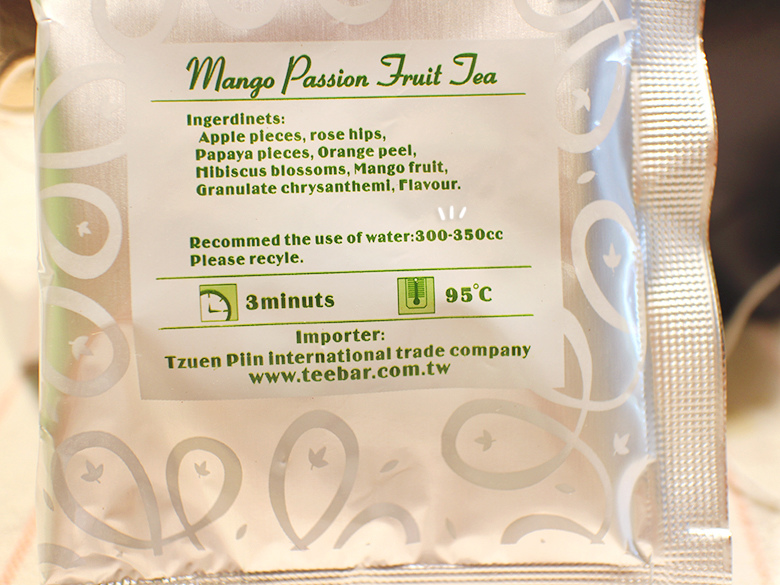 Mango Passion Fruit Tea
Ingerdinets:
Apple pieces, rose hips,
Papaya pieces, Orange peel,
Hibiscus blossoms, Mango fruit,
Granulate chrysanthemi, Flavour.
Recommed the use of water:300-350cc
Please recyle.
3minuts
95°C
Importer:
Tzuen Piin international trade company
www.teebar.com.tw